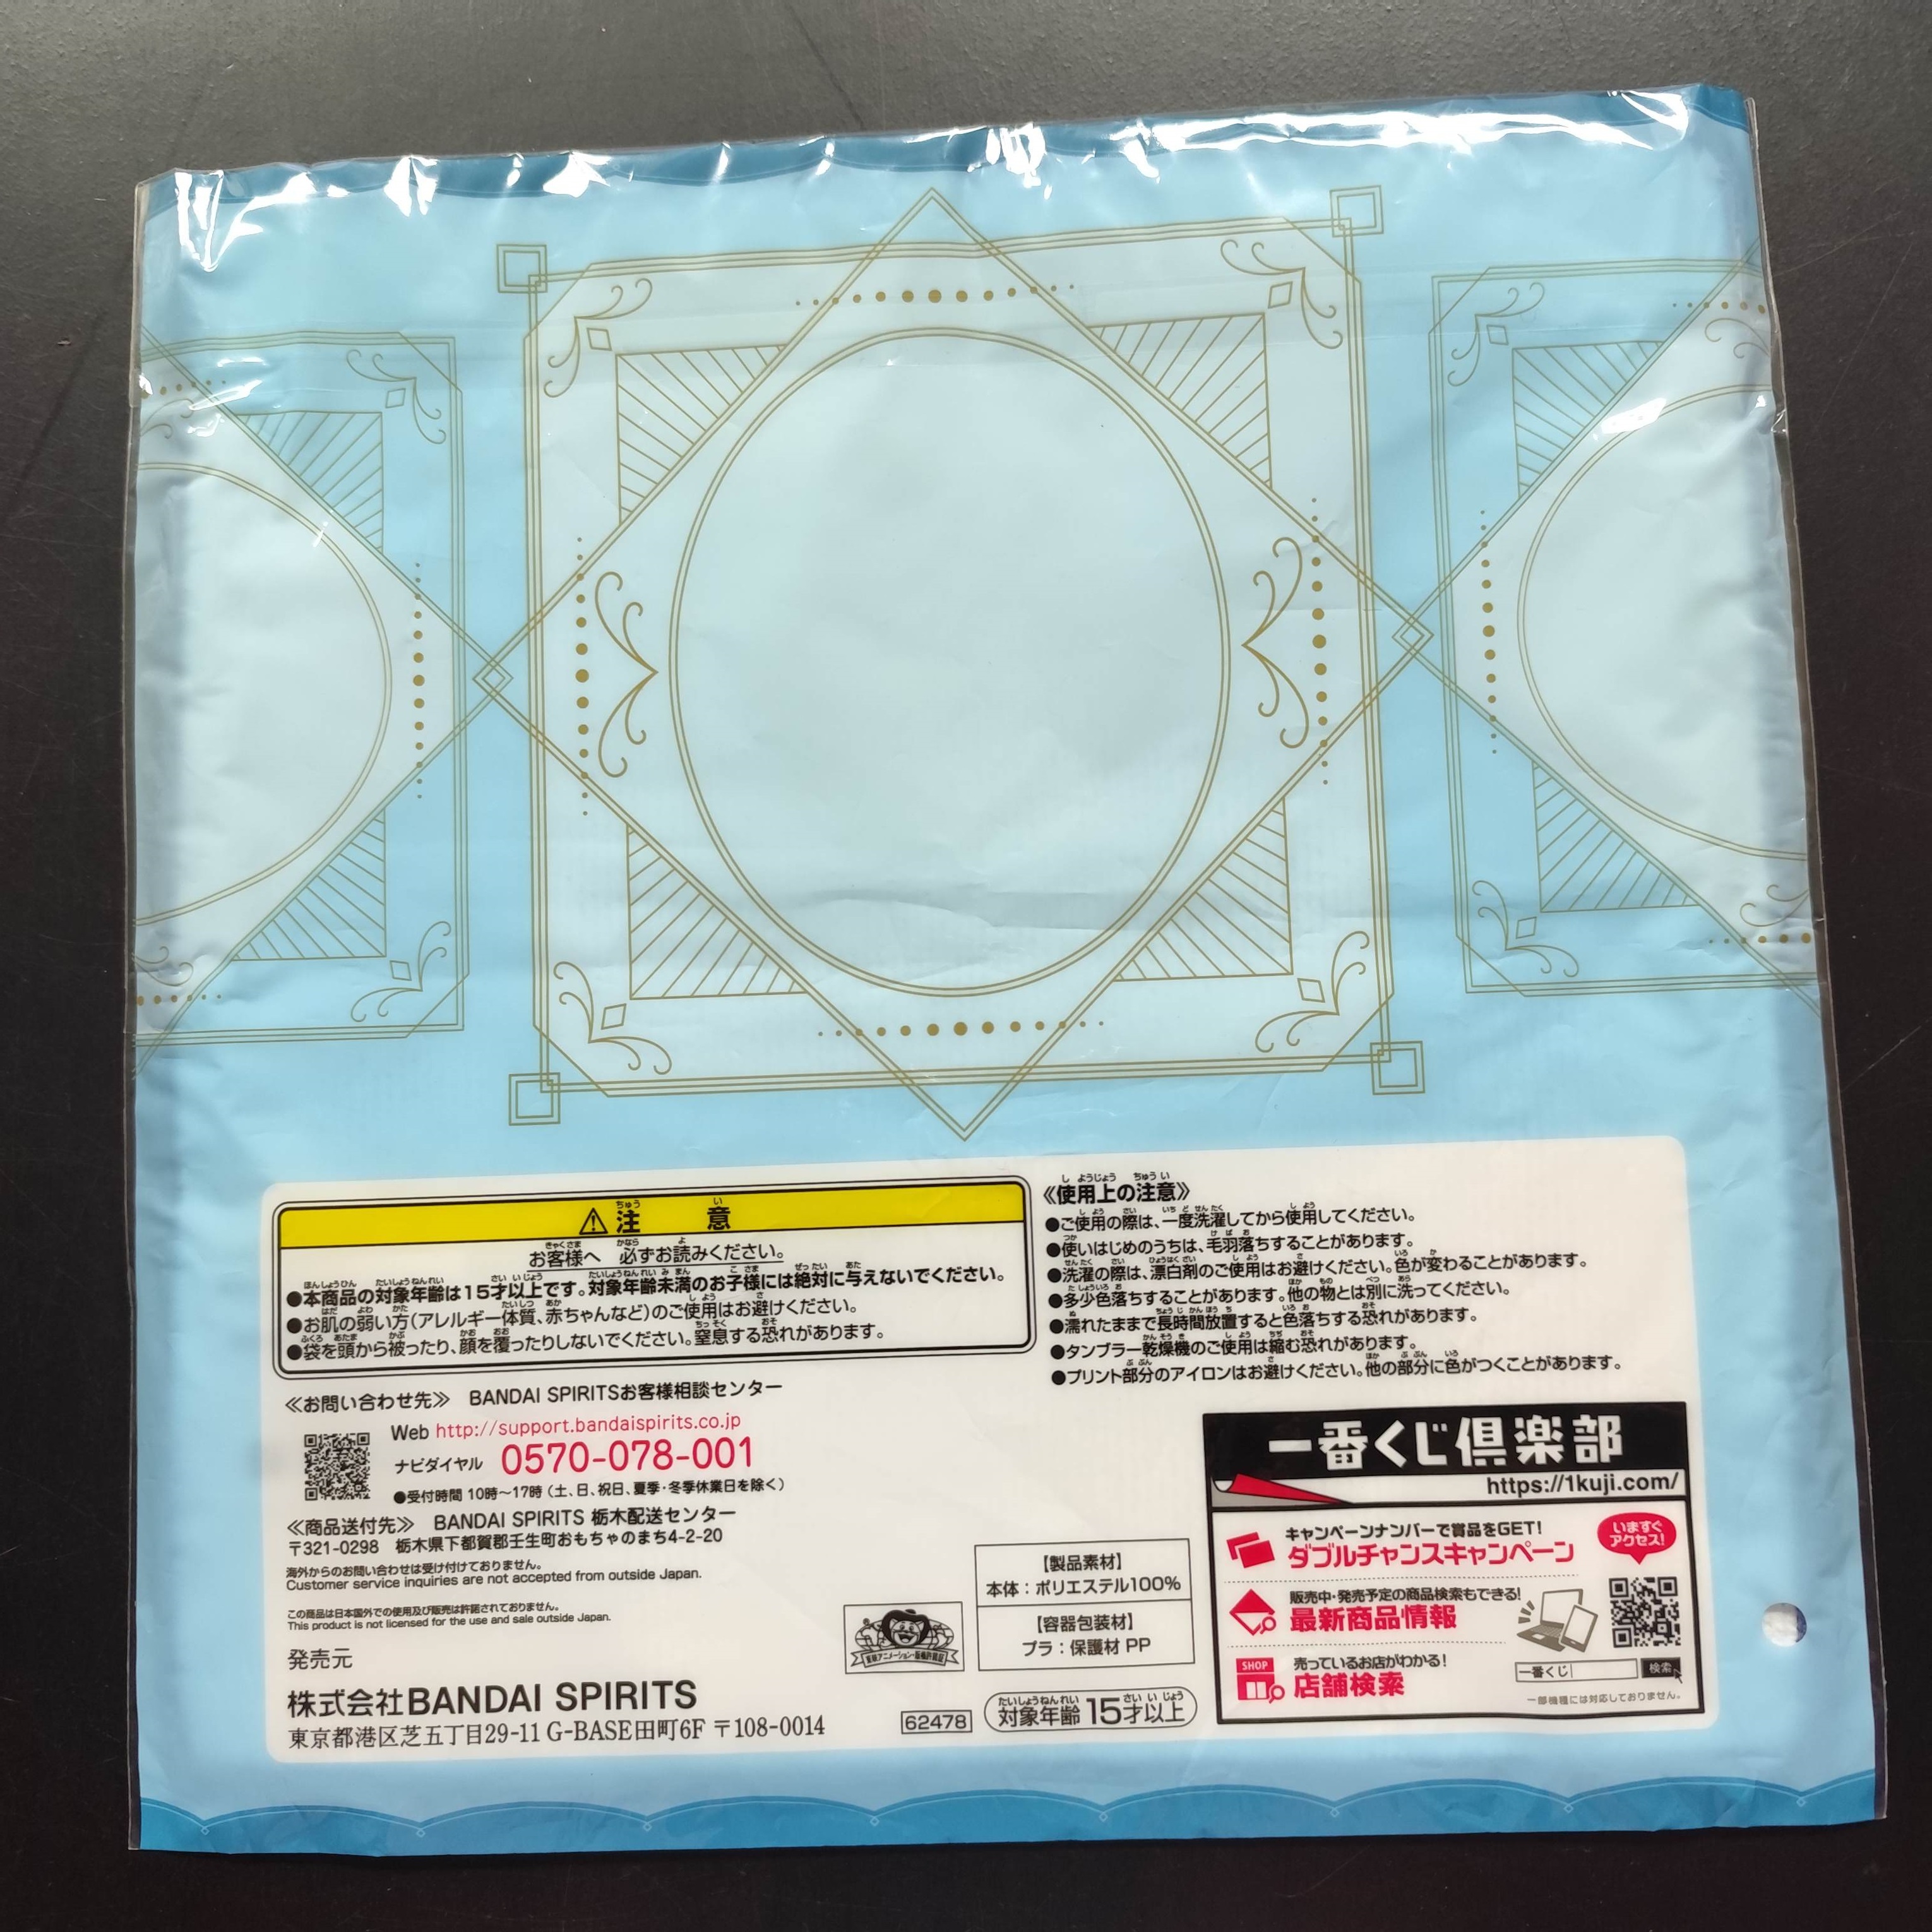 ⚠注 意
お客様へ 必ずお読みください。
●本商品の対象年齢は15才以上です。対象年齢未満のお子様には絶対に与えないでください。
●お肌の弱い方(アレルギー体質、赤ちゃんなど)のご使用はお避けください。
●袋を頭から被ったり、顔を覆ったりしないでください。窒息する恐れがあります。
≪お問い合わせ先≫ BANDAI SPIRITSお客様相談センター
Web http://support.bandaispirits.co.jp
ナビダイヤル 0570-078-001
●受付時間 10時〜17時(土、日、祝日、夏季・冬季休業日を除く)
≪商品送付先≫ BANDAI SPIRITS 栃木配送センター
〒321-0298 栃木県下都賀郡壬生町おもちゃのまち4-2-20
海外からのお問い合わせは受け付けておりません。
Customer service inquiries are not accepted from outside Japan.
この商品は日本国外での使用及び販売は許諾されておりません。
This product is not licensed for the use and sale outside Japan.
発売元
株式会社BANDAI SPIRITS
東京都港区芝五丁目29-11 G-BASE田町6F 〒108-0014
《使用上の注意》
●ご使用の際は、一度洗濯してから使用してください。
●使いはじめのうちは、毛羽落ちすることがあります。
●洗濯の際は、漂白剤のご使用はお避けください。色が変わることがあります。
●多少色落ちすることがあります。他の物とは別に洗ってください。
●濡れたままで長時間放置すると色落ちする恐れがあります。
●タンブラー乾燥機のご使用は縮む恐れがあります。
●プリント部分のアイロンはお避けください。他の部分に色がつくことがあります。
【製品素材】
本体：ポリエステル100%
【容器包装材】
プラ：保護材 PP
62478
対象年齢 15才以上
一番くじ倶楽部
https://1kuji.com/
キャンペーンナンバーで賞品をGET!
ダブルチャンスキャンペーン
いますぐ
アクセス!
販売中・発売予定の商品検索もできる!
最新商品情報
SHOP
売っているお店がわかる!
店舗検索
一番くじ 検索
一部機種には対応しておりません。